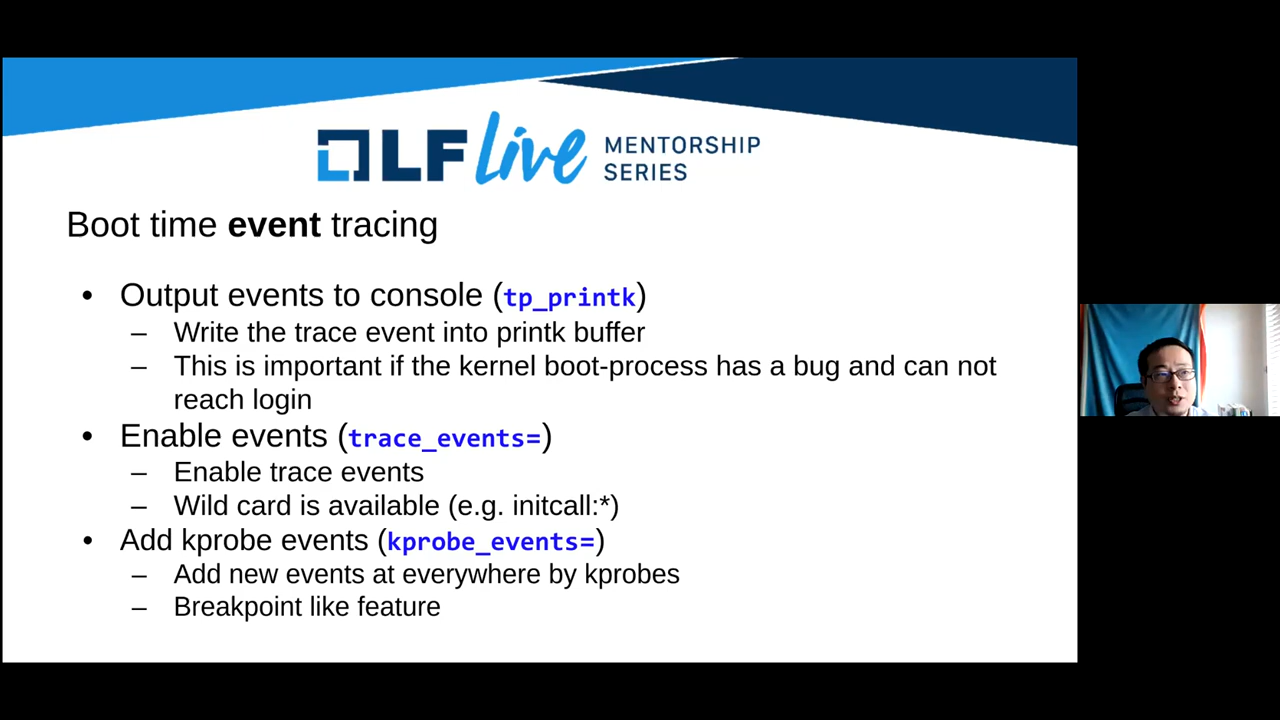 LF Live MENTORSHIP
SERIES
Boot time event tracing
• Output events to console (tp_printk)
– Write the trace event into printk buffer
– This is important if the kernel boot-process has a bug and can not
reach login
• Enable events (trace_events=)
– Enable trace events
– Wild card is available (e.g. initcall:*)
• Add kprobe events (kprobe_events=)
– Add new events at everywhere by kprobes
– Breakpoint like feature